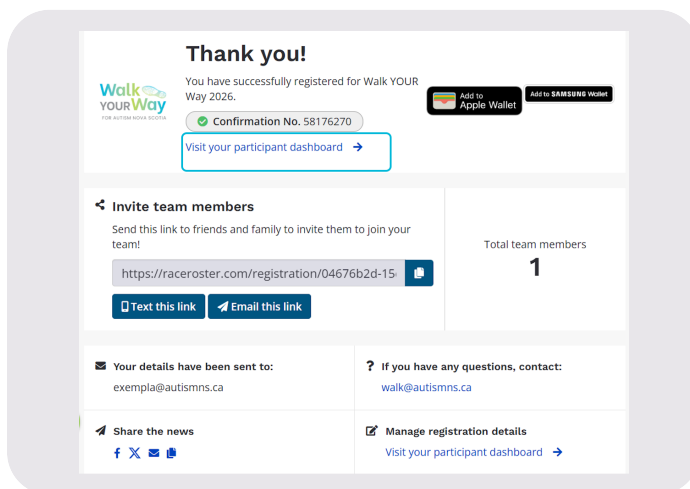 Thank you!
Walk
YOUR Way
FOR AUTISM NOVA SCOTIA
You have successfully registered for Walk YOUR
Way 2026.
Confirmation No. 58176270
Visit your participant dashboard
Add to
Apple Wallet
Add to SAMSUNG Wallet
Invite team members
Send this link to friends and family to invite them to join your
team!
https://raceroster.com/registration/04676b2d-15
Text this link
Email this link
Total team members
1
Your details have been sent to:
exempla@autismns.ca
If you have any questions, contact:
walk@autismns.ca
Share the news
Manage registration details
Visit your participant dashboard